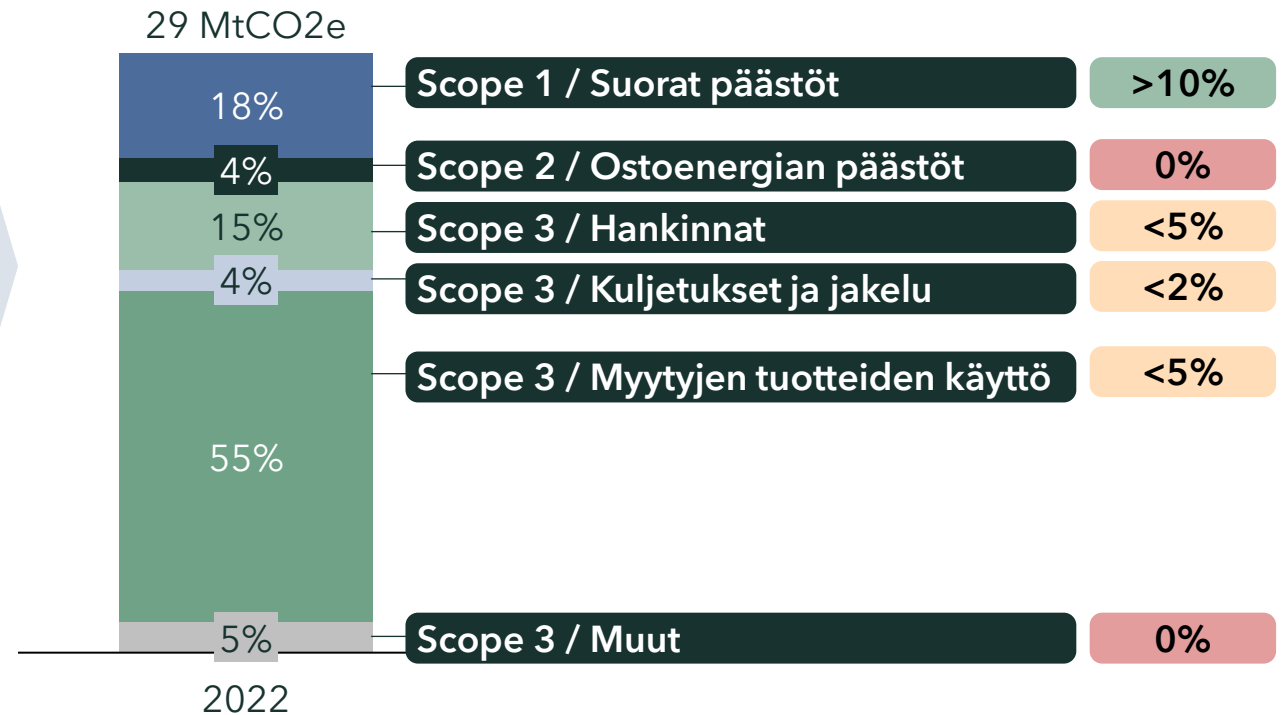 29 MtCO2e
18% Scope 1 / Suorat päästöt >10%
4% Scope 2 / Ostoenergian päästöt 0%
15% Scope 3 / Hankinnat <5%
4% Scope 3 / Kuljetukset ja jakelu <2%
Scope 3 / Myytyjen tuotteiden käyttö <5%
55%
5% Scope 3 / Muut 0%
2022